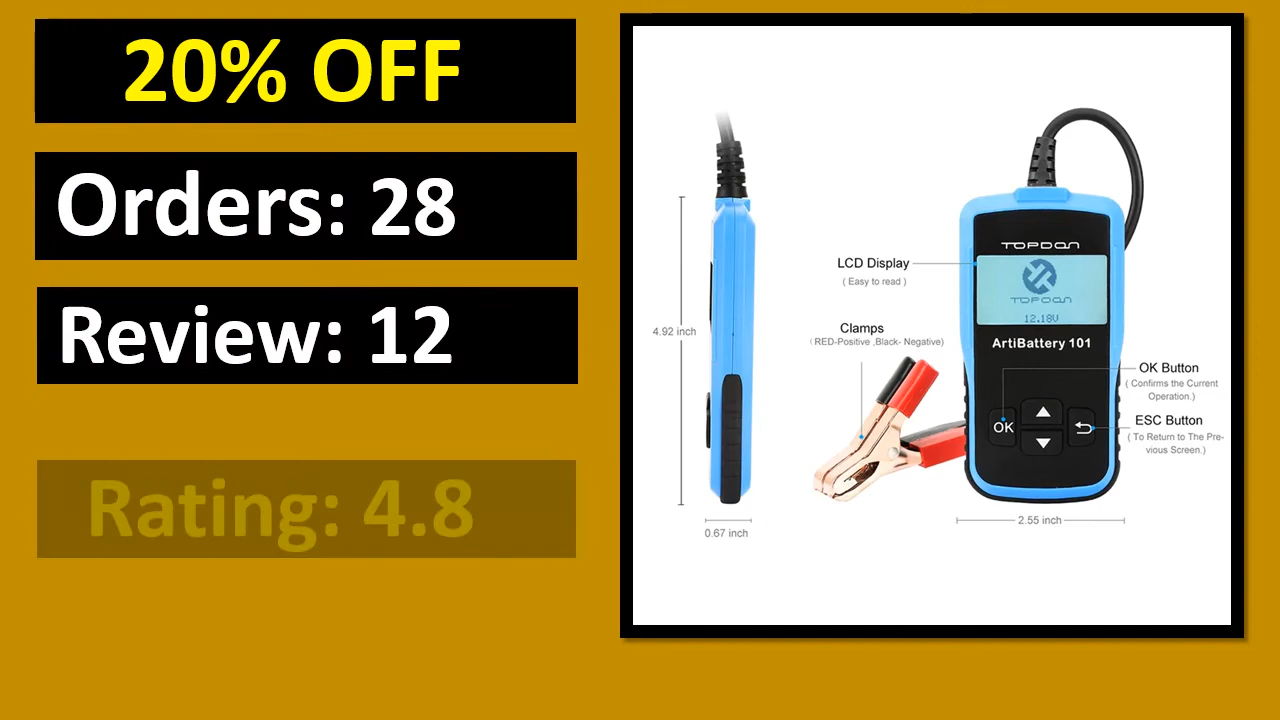 20% OFF
Orders: 28
Review: 12
Rating: 4.8
TOPDON
LCD Display
( Easy to read )
TOPDON
12.18V
4.92 inch
Clamps
(RED-Positive ,Black- Negative)
ArtiBattery 101
OK Button
( Confirms the Current
Operation.)
OK
ESC Button
( To Return to The Pre-
vious Screen.)
0.67 inch
2.55 inch